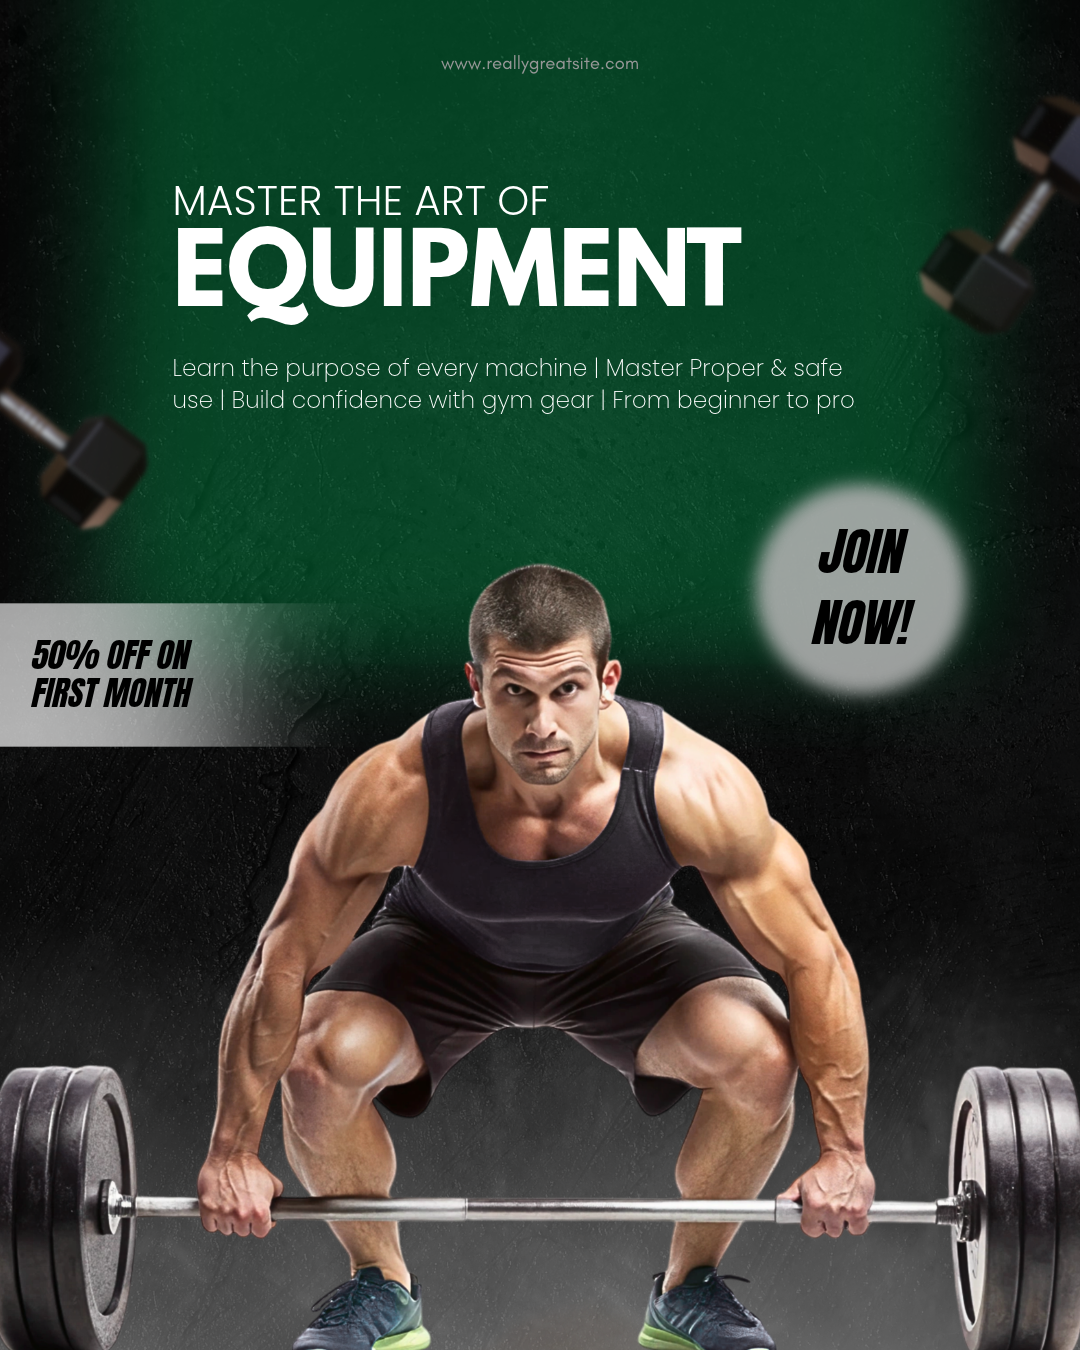 www.reallygreatsite.com
MASTER THE ART OF
EQUIPMENT
Learn the purpose of every machine | Master Proper & safe
use | Build confidence with gym gear | From beginner to pro
JOIN
NOW!
50% OFF ON
FIRST MONTH